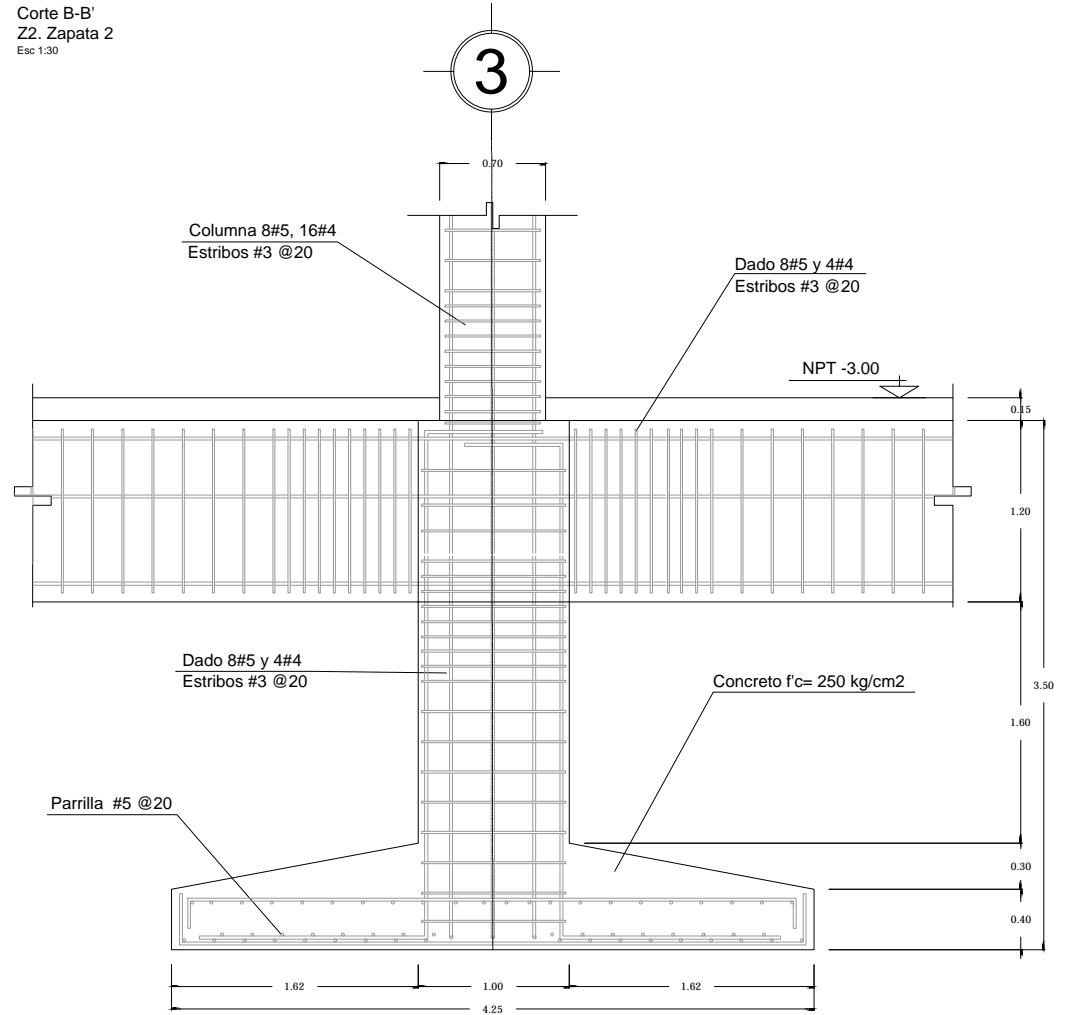 Corte B-B'
Z2. Zapata 2
Esc 1:30
3
0.70
Columna 8#5, 16#4
Estribos #3 @20
Dado 8#5 y 4#4
Estribos #3 @20
NPT -3.00
0.15
1.20
Dado 8#5 y 4#4
Estribos #3 @20
Concreto f'c= 250 kg/cm2
3.50
1.60
Parrilla #5 @20
0.30
0.40
1.62
1.00
1.62
4.25